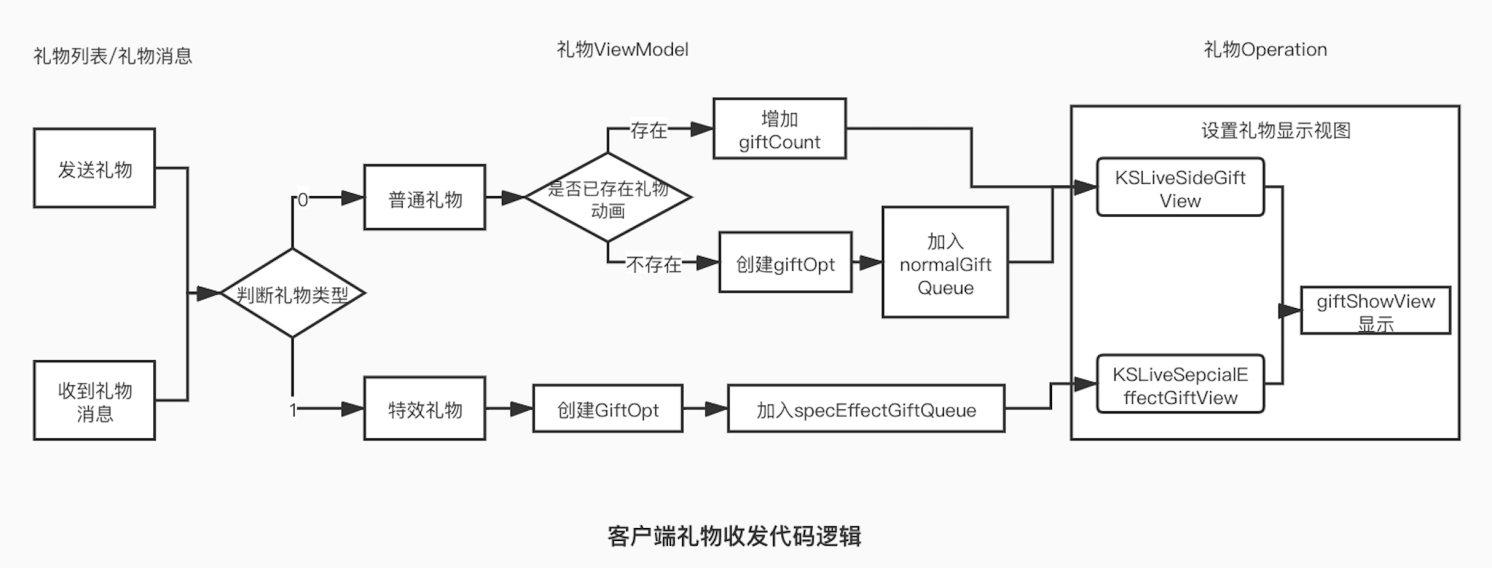 礼物列表/礼物消息
礼物ViewModel
礼物Operation
发送礼物
收到礼物
消息
判断礼物类型
0
1
普通礼物
特效礼物
是否已存在礼物
动画
存在
不存在
增加
giftCount
创建giftOpt
加入
normalGift
Queue
创建GiftOpt
加入specEffectGiftQueue
设置礼物显示视图
KSLiveSideGift
View
KSLiveSepcialE
ffectGiftView
giftShowView
显示
客户端礼物收发代码逻辑